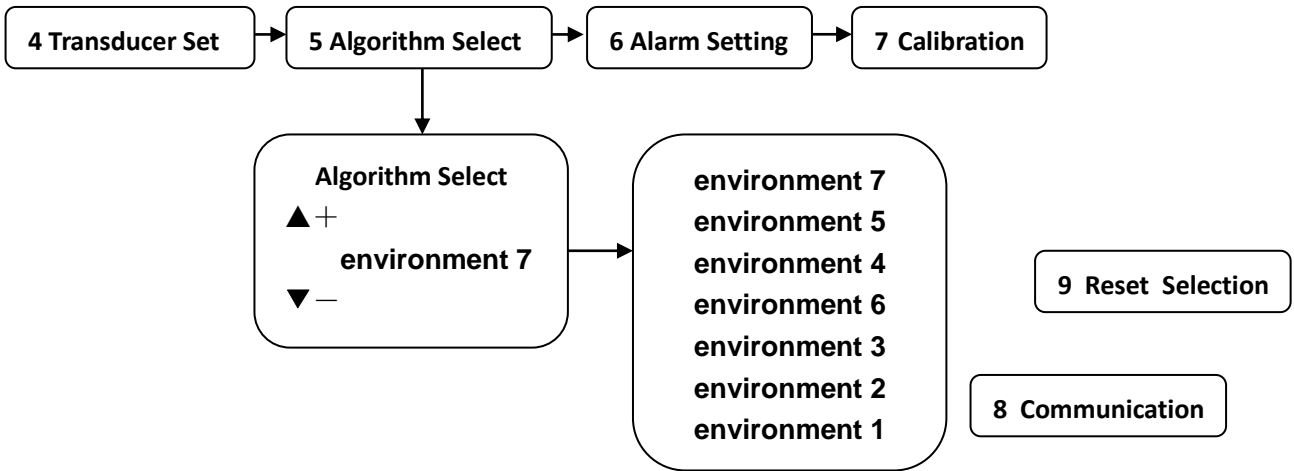 4 Transducer Set
5 Algorithm Select
6 Alarm Setting
7 Calibration
Algorithm Select
▲+
environment 7
▼−
environment 7
environment 5
environment 4
environment 6
environment 3
environment 2
environment 1
9 Reset Selection
8 Communication